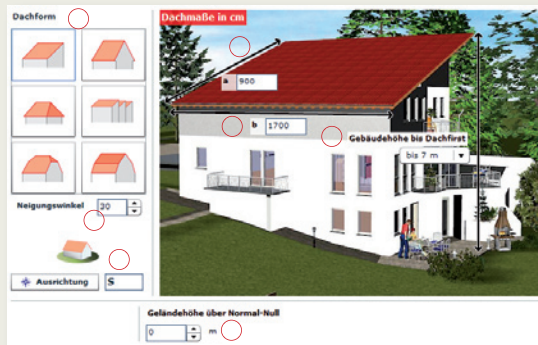 Dachform
Dachmaße in cm
a 900
b 1700
Gebäudehöhe bis Dachfirst
bis 7 m
Neigungswinkel 30
Ausrichtung S
Geländehöhe über Normal-Null
0 m